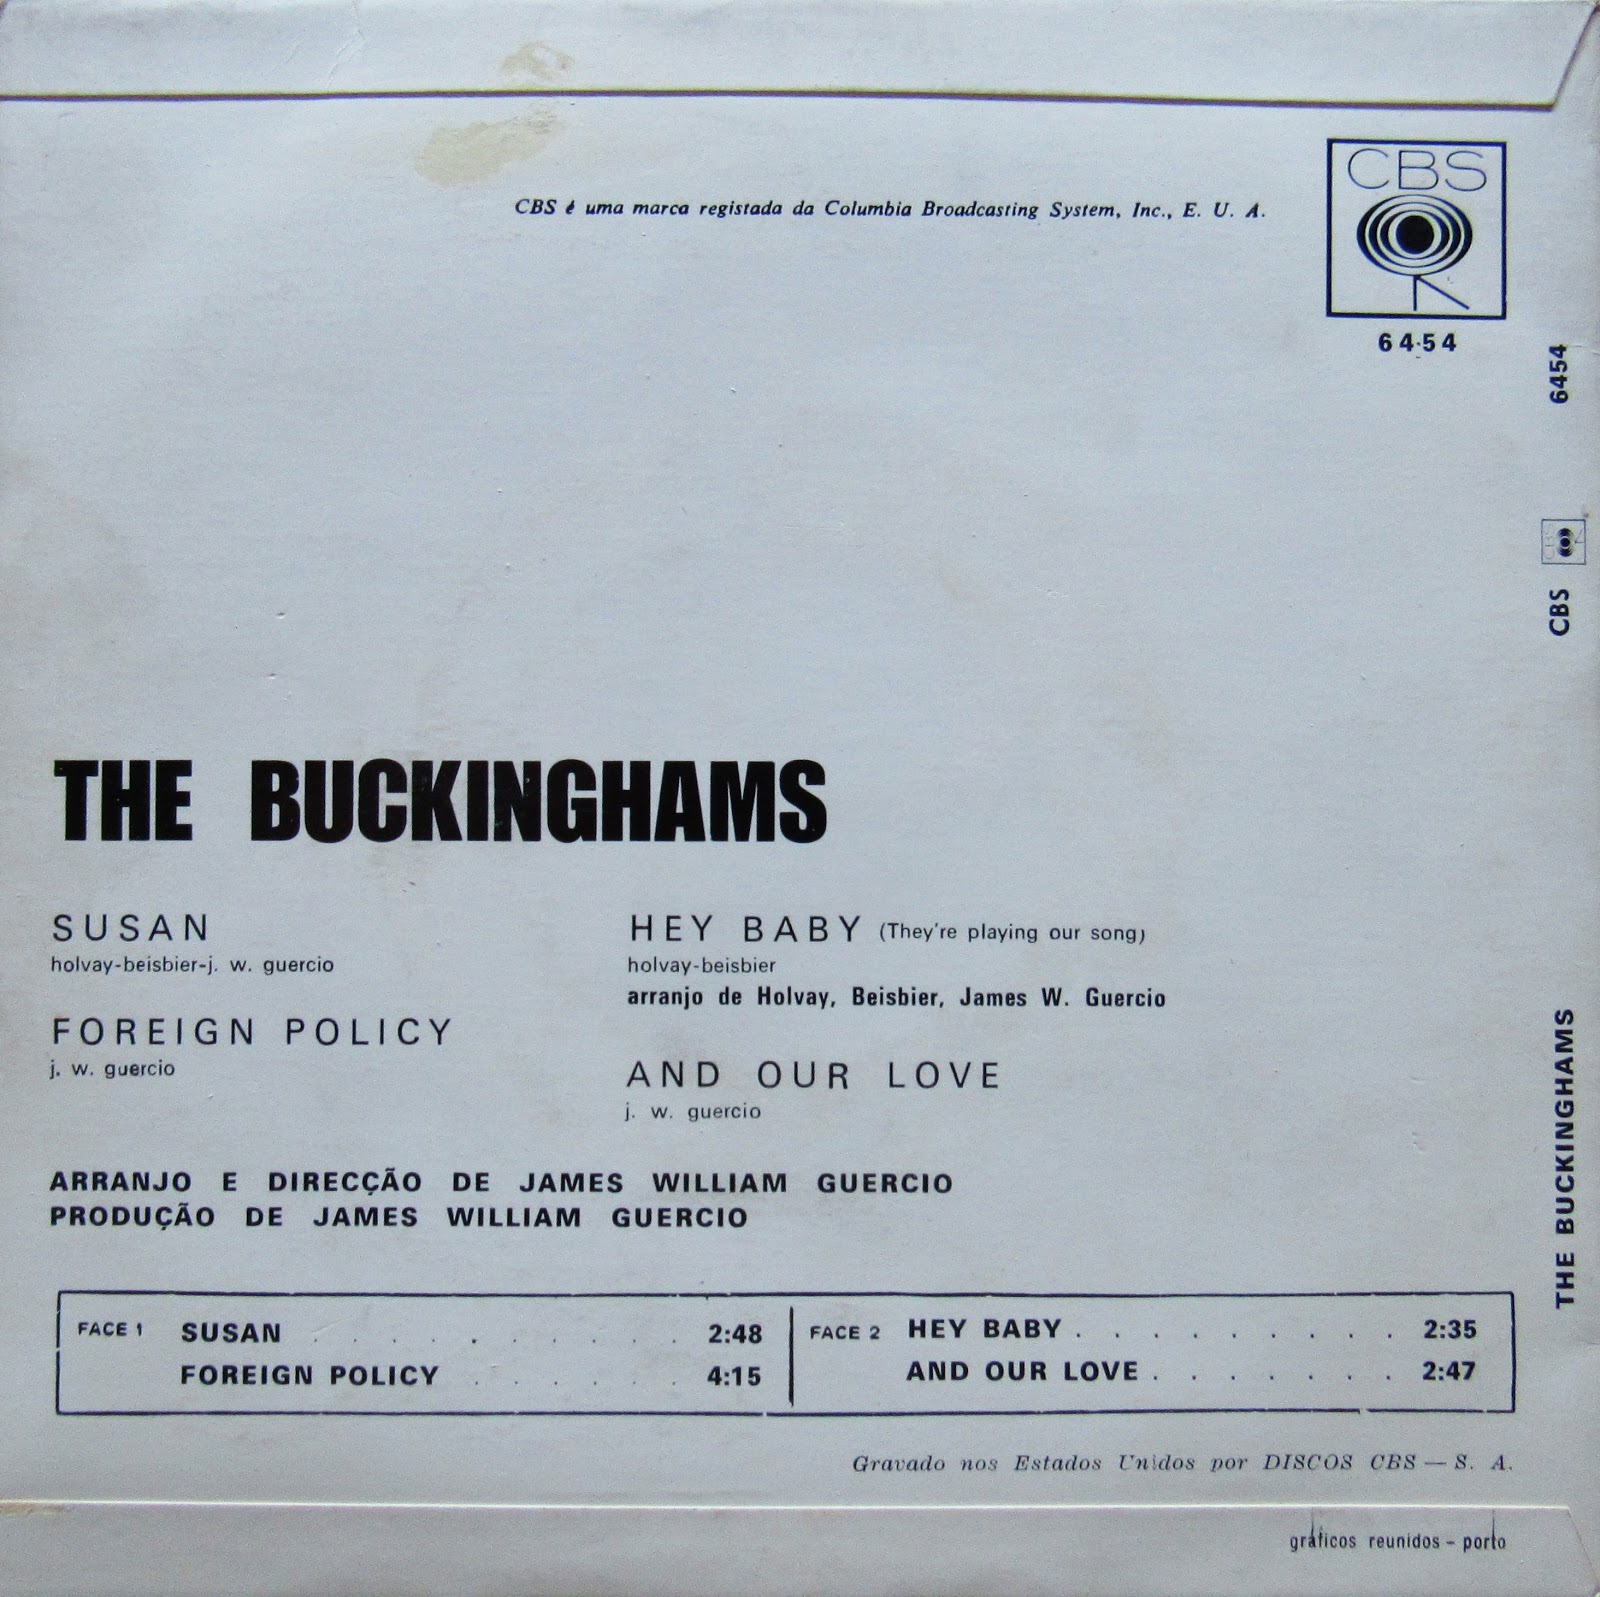 CBS é uma marca registada da Columbia Broadcasting System, Inc., E. U. A.
CBS
6454
6454
CBS
THE BUCKINGHAMS
THE BUCKINGHAMS
SUSAN
holvay-beisbier-j. w. guercio
FOREIGN POLICY
j. w. guercio
HEY BABY (They're playing our song)
holvay-beisbier
arranjo de Holvay, Beisbier, James W. Guercio
AND OUR LOVE
j. w. guercio
ARRANJO E DIRECÇÃO DE JAMES WILLIAM GUERCIO
PRODUÇÃO DE JAMES WILLIAM GUERCIO
FACE 1 SUSAN . . . . . . . . . . 2:48
FOREIGN POLICY . . . . . . 4:15
FACE 2 HEY BABY . . . . . . . . . 2:35
AND OUR LOVE . . . . . . . 2:47
Gravado nos Estados Unidos por DISCOS CBS — S. A.
gráficos reunidos - porto